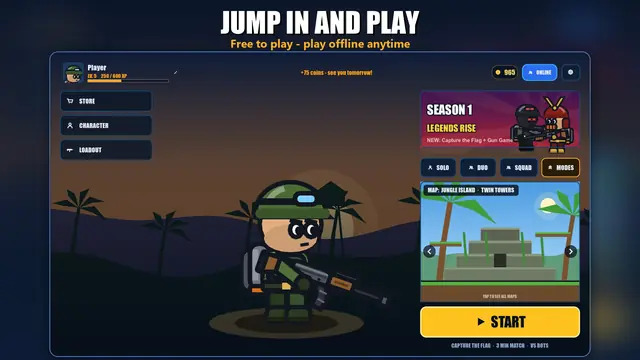 JUMP IN AND PLAY
Free to play - play offline anytime
Player
250 / 600 XP
+75 coins - see you tomorrow!
965
ONLINE
STORE
CHARACTER
LOADOUT
SEASON 1
LEGENDS RISE
NEW: Capture the Flag + Gun Game
SOLO
DUO
SQUAD
MODES
MAP: JUNGLE ISLAND · TWIN TOWERS
START
CAPTURE THE FLAG · 3 MIN MATCH · VS BOTS